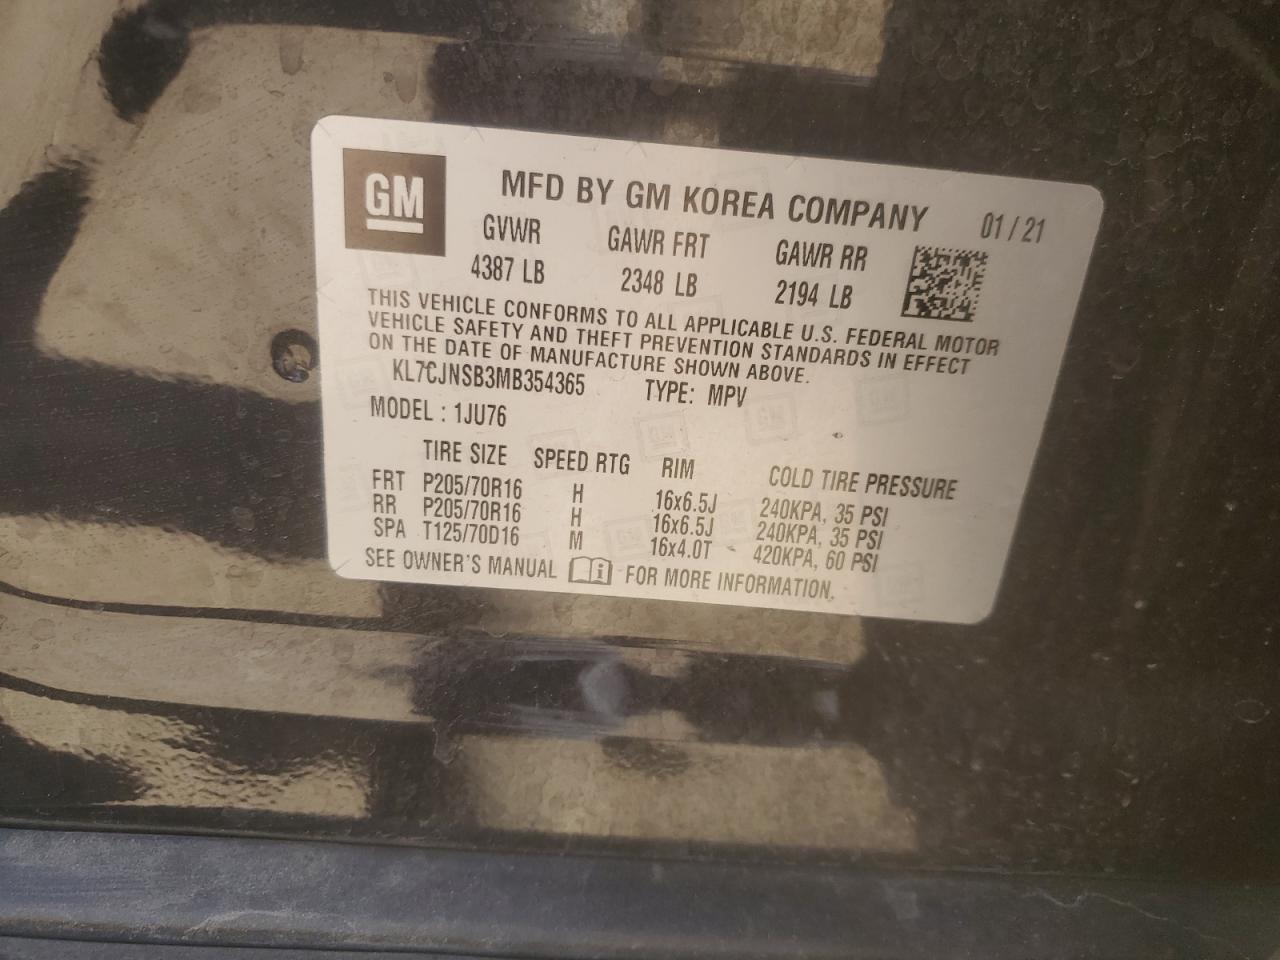 GM
MFD BY GM KOREA COMPANY 01 / 21
GVWR GAWR FRT GAWR RR
4387 LB 2348 LB 2194 LB
THIS VEHICLE CONFORMS TO ALL APPLICABLE U.S. FEDERAL MOTOR
VEHICLE SAFETY AND THEFT PREVENTION STANDARDS IN EFFECT
ON THE DATE OF MANUFACTURE SHOWN ABOVE.
KL7CJNSB3MB354365 TYPE: MPV
MODEL : 1JU76
TIRE SIZE SPEED RTG RIM COLD TIRE PRESSURE
FRT P205/70R16 H 16x6.5J 240KPA, 35 PSI
RR P205/70R16 H 16x6.5J 240KPA, 35 PSI
SPA T125/70D16 M 16x4.0T 420KPA, 60 PSI
SEE OWNER'S MANUAL FOR MORE INFORMATION.